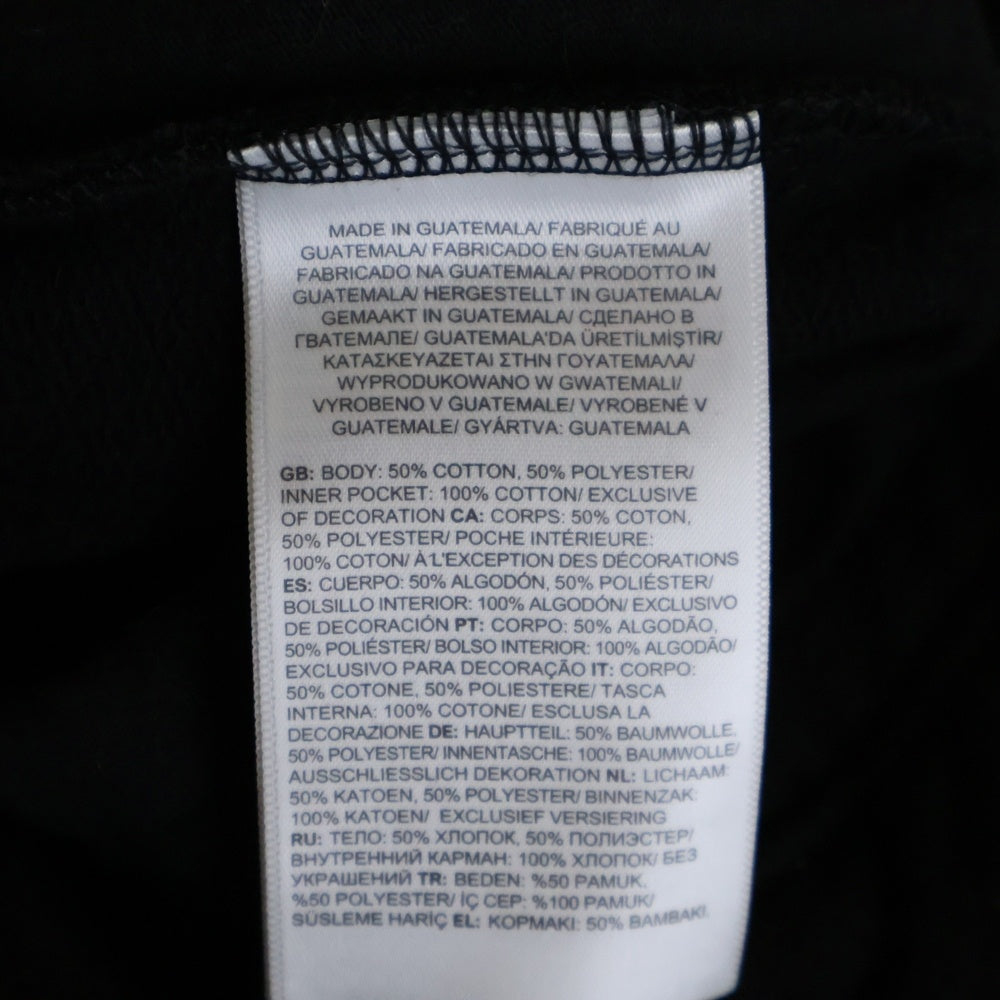 MADE IN GUATEMALA/ FABRIQUÉ AU
GUATEMALA/ FABRICADO EN GUATEMALA/
FABRICADO NA GUATEMALA/ PRODOTTO IN
GUATEMALA/ HERGESTELLT IN GUATEMALA/
GEMAAKT IN GUATEMALA/ СДЕЛАНО В
ГВАТЕМАЛЕ/ GUATEMALA'DA ÜRETİLMİŞTİR/
ΚΑΤΑΣΚΕΥΑΖΕΤΑΙ ΣΤΗΝ ΓΟΥΑΤΕΜΑΛΑ/
WYPRODUKOWANO W GWATEMALI/
VYROBENO V GUATEMALE/ VYROBENÉ V
GUATEMALE/ GYÁRTVA: GUATEMALA
GB: BODY: 50% COTTON, 50% POLYESTER/
INNER POCKET: 100% COTTON/ EXCLUSIVE
OF DECORATION CA: CORPS: 50% COTON,
50% POLYESTER/ POCHE INTÉRIEURE:
100% COTON/ À L'EXCEPTION DES DÉCORATIONS
ES: CUERPO: 50% ALGODÓN, 50% POLIÉSTER/
BOLSILLO INTERIOR: 100% ALGODÓN/ EXCLUSIVO
DE DECORACIÓN PT: CORPO: 50% ALGODÃO,
50% POLIÉSTER/ BOLSO INTERIOR: 100% ALGODÃO/
EXCLUSIVO PARA DECORAÇÃO IT: CORPO:
50% COTONE, 50% POLIESTERE/ TASCA
INTERNA: 100% COTONE/ ESCLUSA LA
DECORAZIONE DE: HAUPTTEIL: 50% BAUMWOLLE,
50% POLYESTER/ INNENTASCHE: 100% BAUMWOLLE/
AUSSCHLIESSLICH DEKORATION NL: LICHAAM:
50% KATOEN, 50% POLYESTER/ BINNENZAK:
100% KATOEN/ EXCLUSIEF VERSIERING
RU: ТЕЛО: 50% ХЛОПОК, 50% ПОЛИЭСТЕР/
ВНУТРЕННИЙ КАРМАН: 100% ХЛОПОК/ БЕЗ
УКРАШЕНИЙ TR: BEDEN: %50 PAMUK,
%50 POLYESTER/ İÇ CEP: %100 PAMUK/
SÜSLEME HARİÇ EL: ΚΟΡΜΑΚΙ: 50% ΒΑΜΒΑΚΙ,